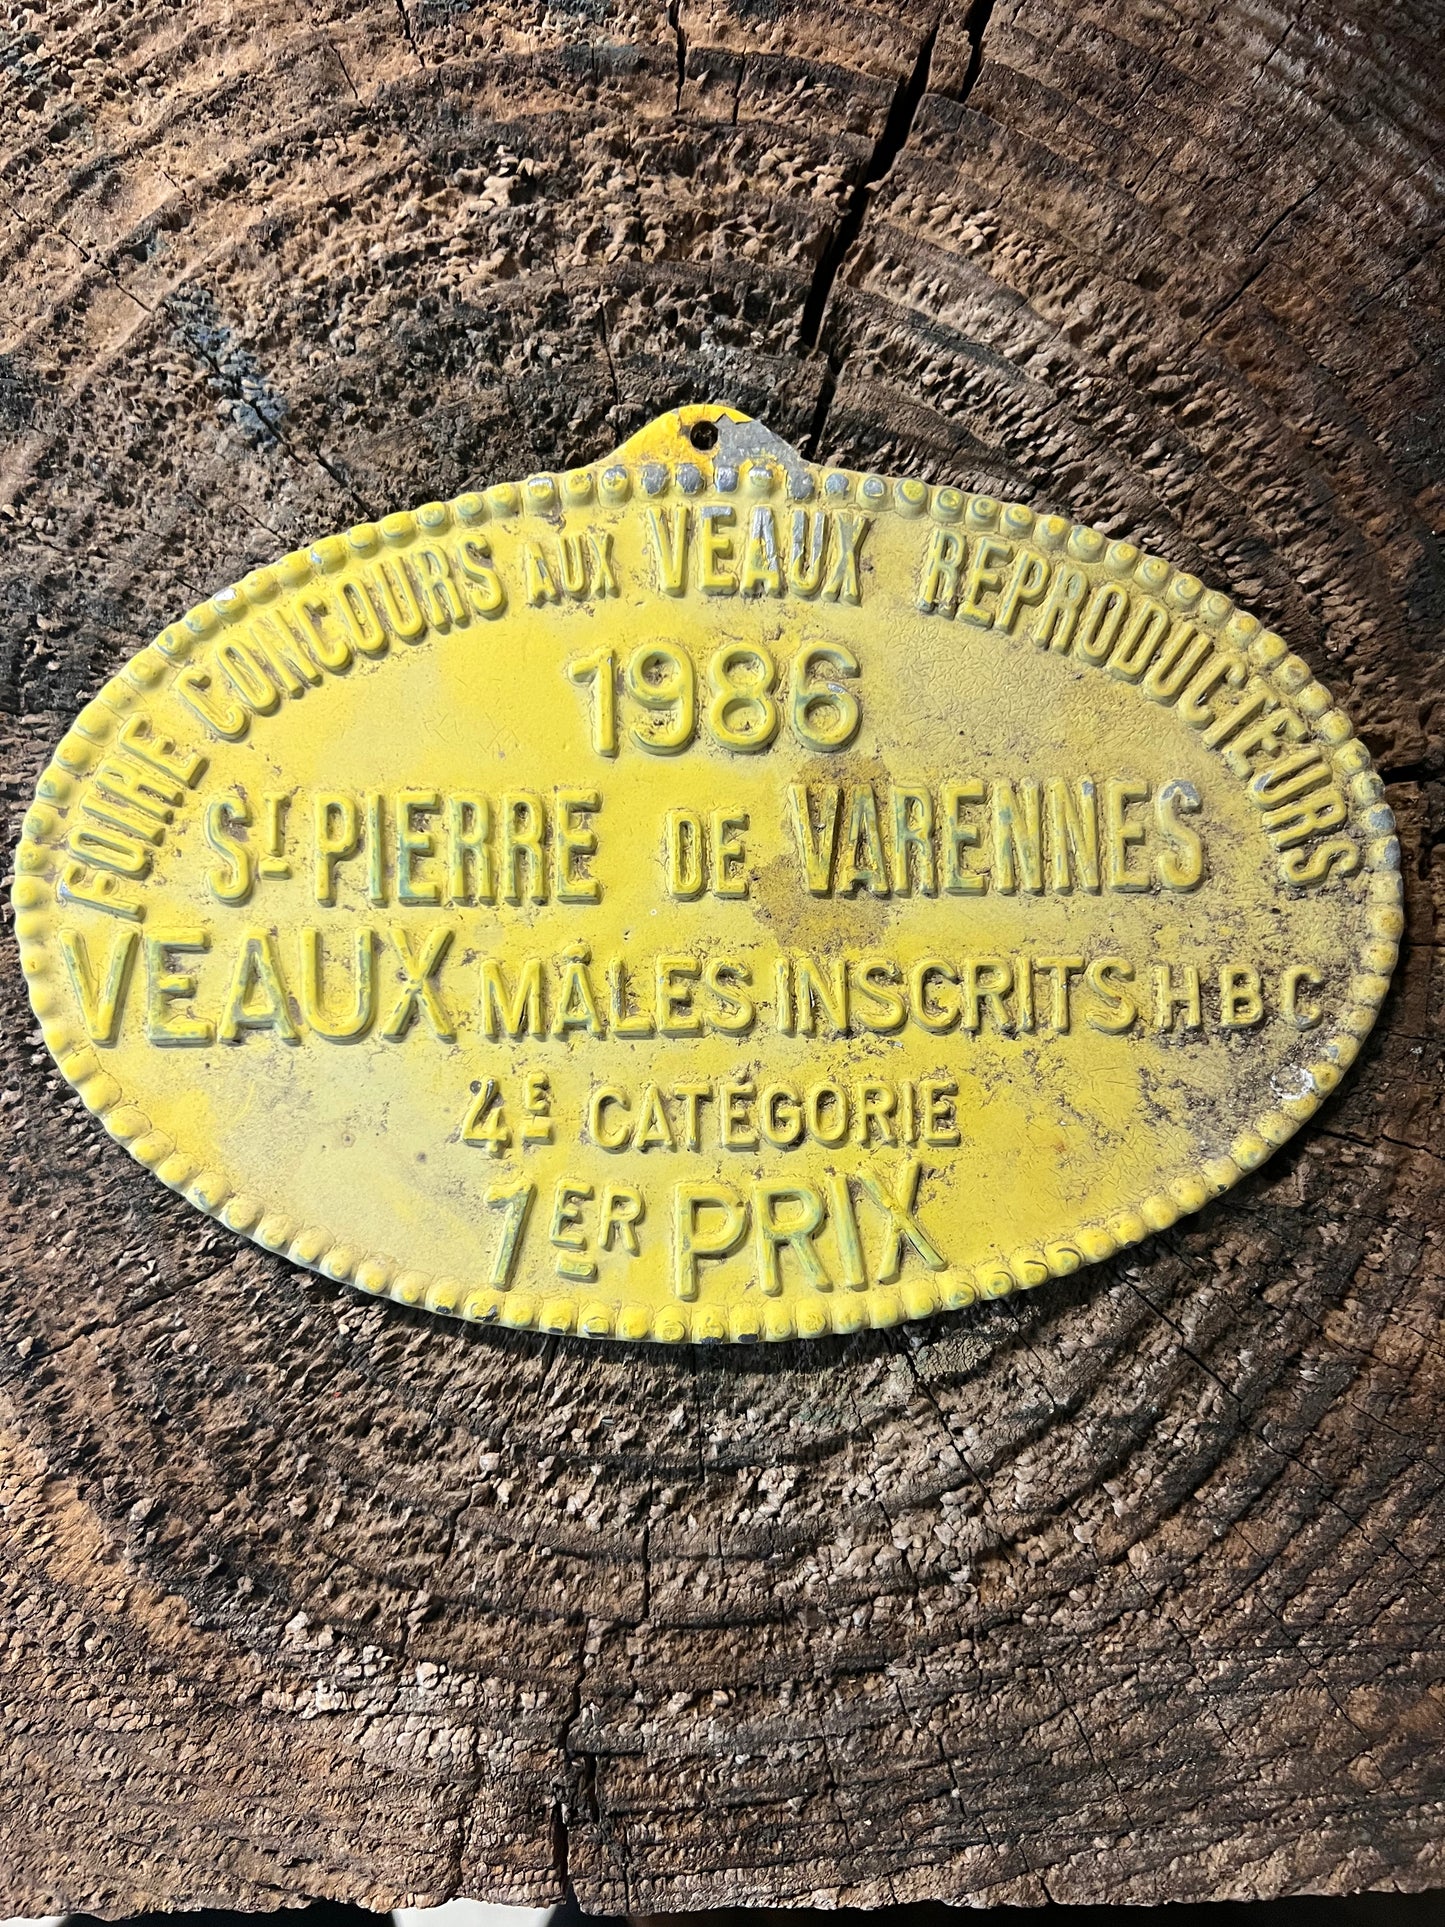 FOIRE CONCOURS AUX VEAUX REPRODUCTEURS
1986
ST PIERRE DE VARENNES
VEAUX MÂLES INSCRITS HBC
4E CATÉGORIE
1ER PRIX